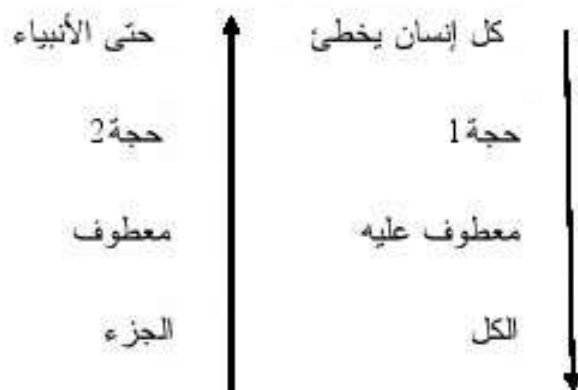 كل إنسان يخطئ حتى الأنبياء
حجة1 حجة2
معطوف عليه معطوف
الكل الجزء